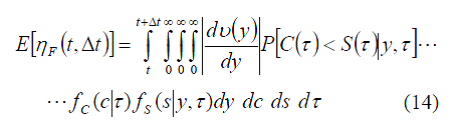 E[η_F(t, Δt)] = ∫_t^{t+Δt} ∫_0^∞ ∫_0^∞ ∫_0^∞ |dυ(y)/dy| P[C(τ) < S(τ)|y, τ]⋯
⋯ f_C(c|τ) f_S(s|y, τ)dy dc ds dτ (14)